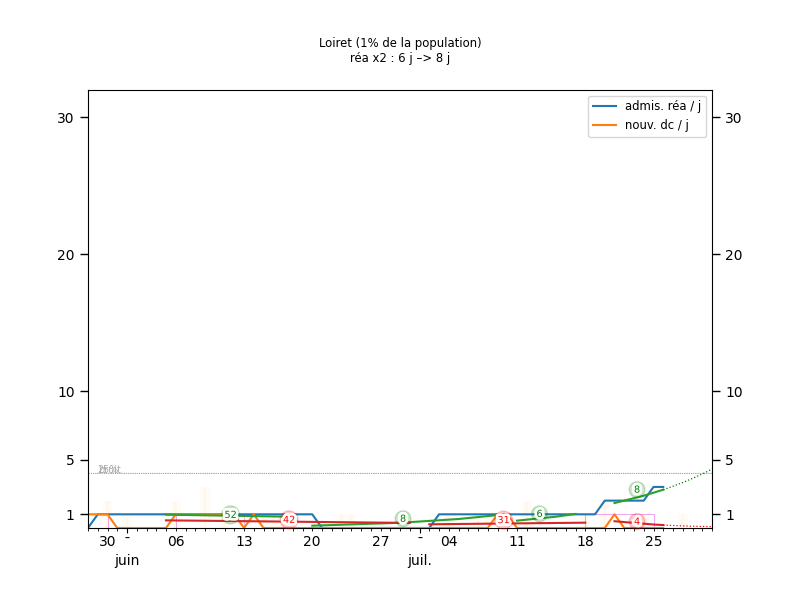 Loiret (1% de la population)
réa x2 : 6 j –> 8 j
admis. réa / j
nouv. dc / j
30
30
20
20
10
10
5
5
8
52
42
8
31
6
4
1
1
30 - 06 13 20 27 - 04 11 18 25
juin juil.